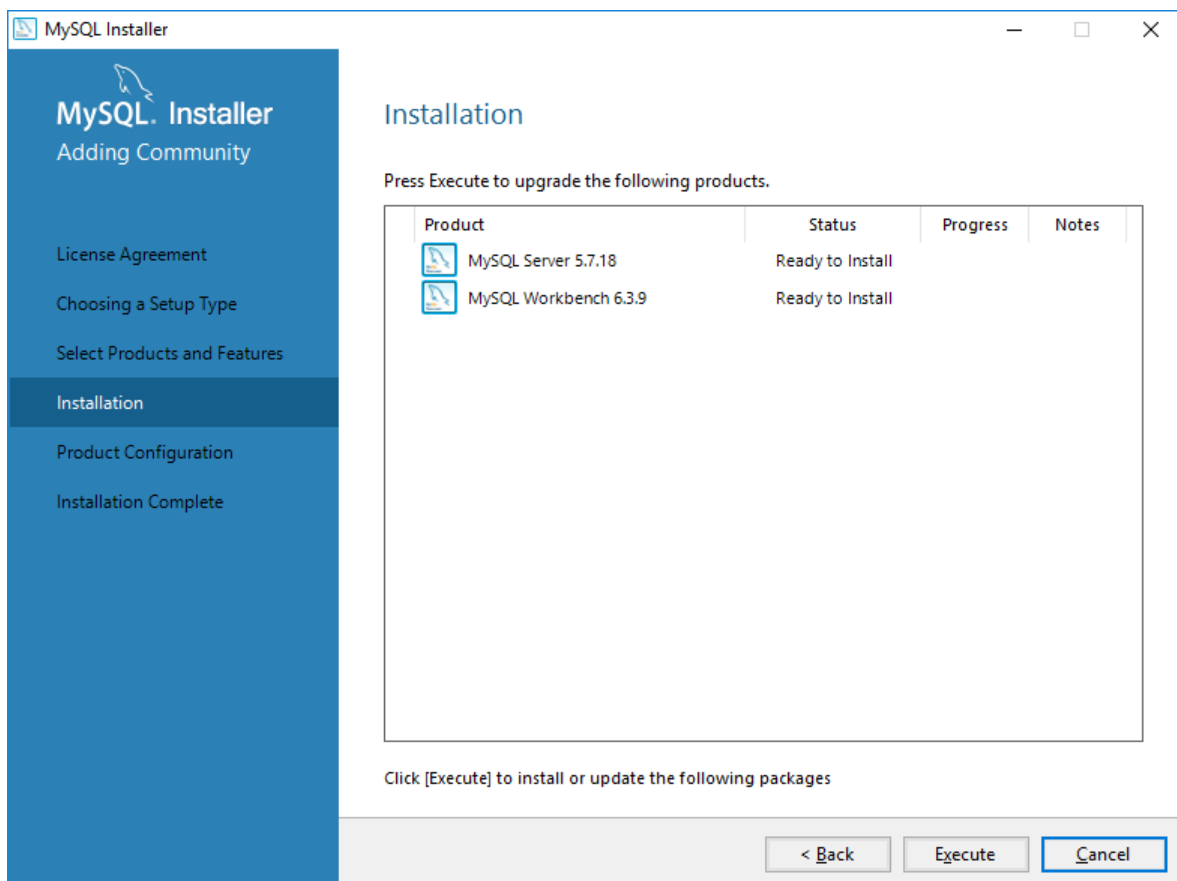 MySQL Installer
MySQL. Installer
Adding Community
License Agreement
Choosing a Setup Type
Select Products and Features
Installation
Product Configuration
Installation Complete
Installation
Press Execute to upgrade the following products.
Product Status Progress Notes
MySQL Server 5.7.18 Ready to Install
MySQL Workbench 6.3.9 Ready to Install
Click [Execute] to install or update the following packages
< Back Execute Cancel